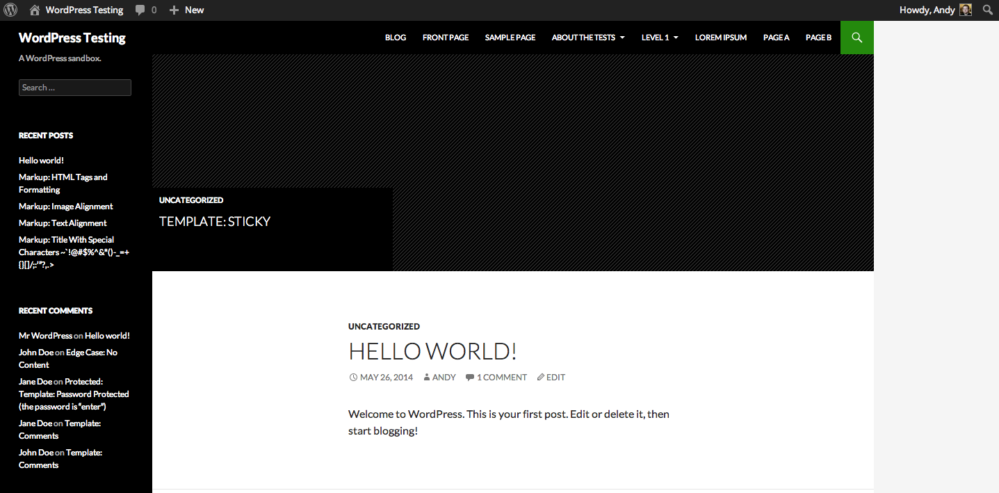 WordPress Testing 0 New Howdy, Andy
WordPress Testing
BLOG FRONT PAGE SAMPLE PAGE ABOUT THE TESTS LEVEL 1 LOREM IPSUM PAGE A PAGE B
A WordPress sandbox.
Search ...
RECENT POSTS
Hello world!
Markup: HTML Tags and
Formatting
Markup: Image Alignment
Markup: Text Alignment
Markup: Title With Special
Characters ~`!@#$%^&*()-_=+
{}[]/;:'"?,.>
RECENT COMMENTS
Mr WordPress on Hello world!
John Doe on Edge Case: No
Content
Jane Doe on Protected:
Template: Password Protected
(the password is “enter”)
Jane Doe on Template:
Comments
John Doe on Template:
Comments
UNCATEGORIZED
TEMPLATE: STICKY
UNCATEGORIZED
HELLO WORLD!
MAY 26, 2014 ANDY 1 COMMENT EDIT
Welcome to WordPress. This is your first post. Edit or delete it, then
start blogging!